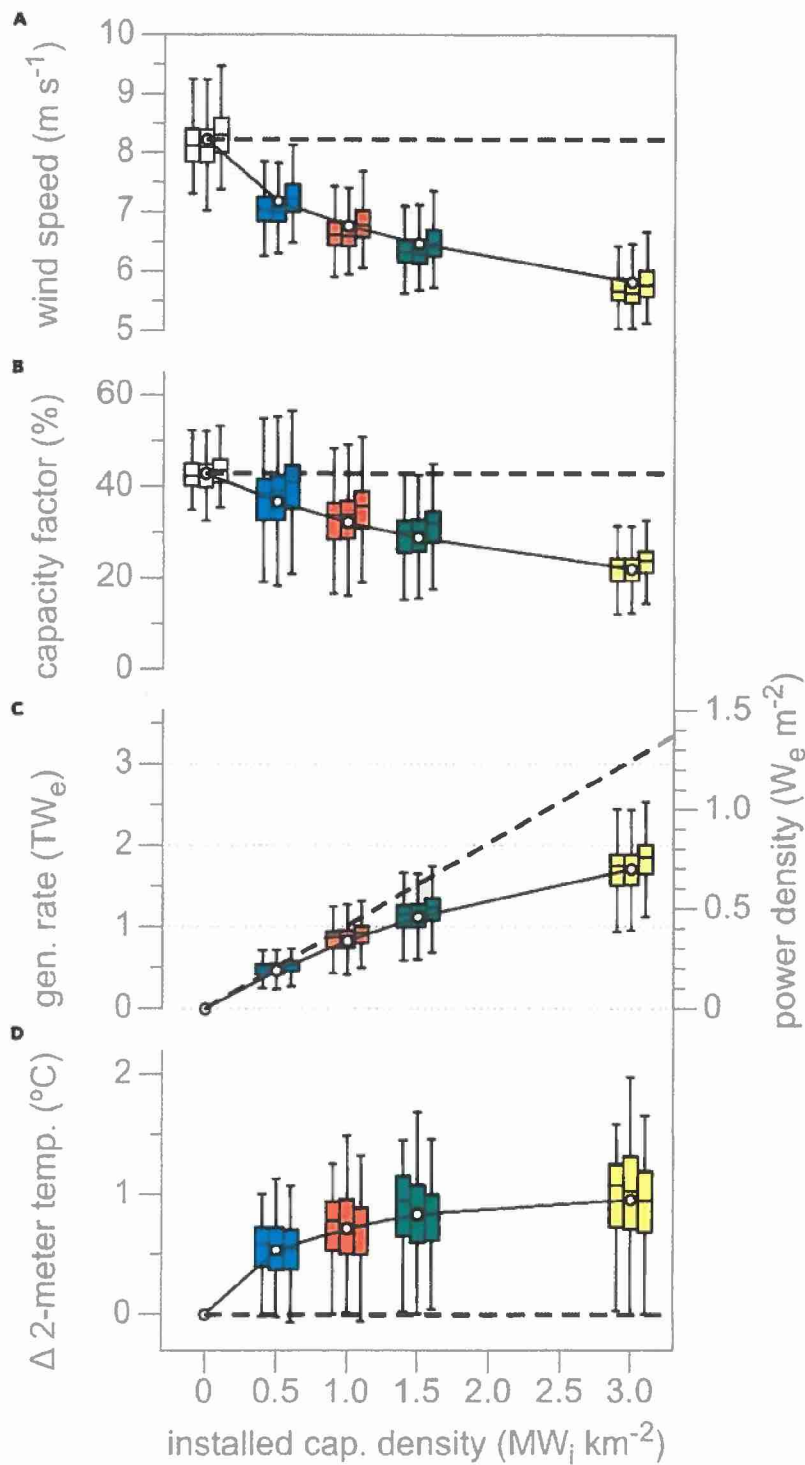 A
wind speed (m s⁻¹)
10
9
8
7
6
5
B
capacity factor (%)
60
40
20
0
C
gen. rate (TWₑ)
3
2
1
0
power density (Wₑ m⁻²)
1.5
1.0
0.5
0
D
Δ 2-meter temp. (ºC)
2
1
0
0 0.5 1.0 1.5 2.0 2.5 3.0
installed cap. density (MWᵢ km⁻²)